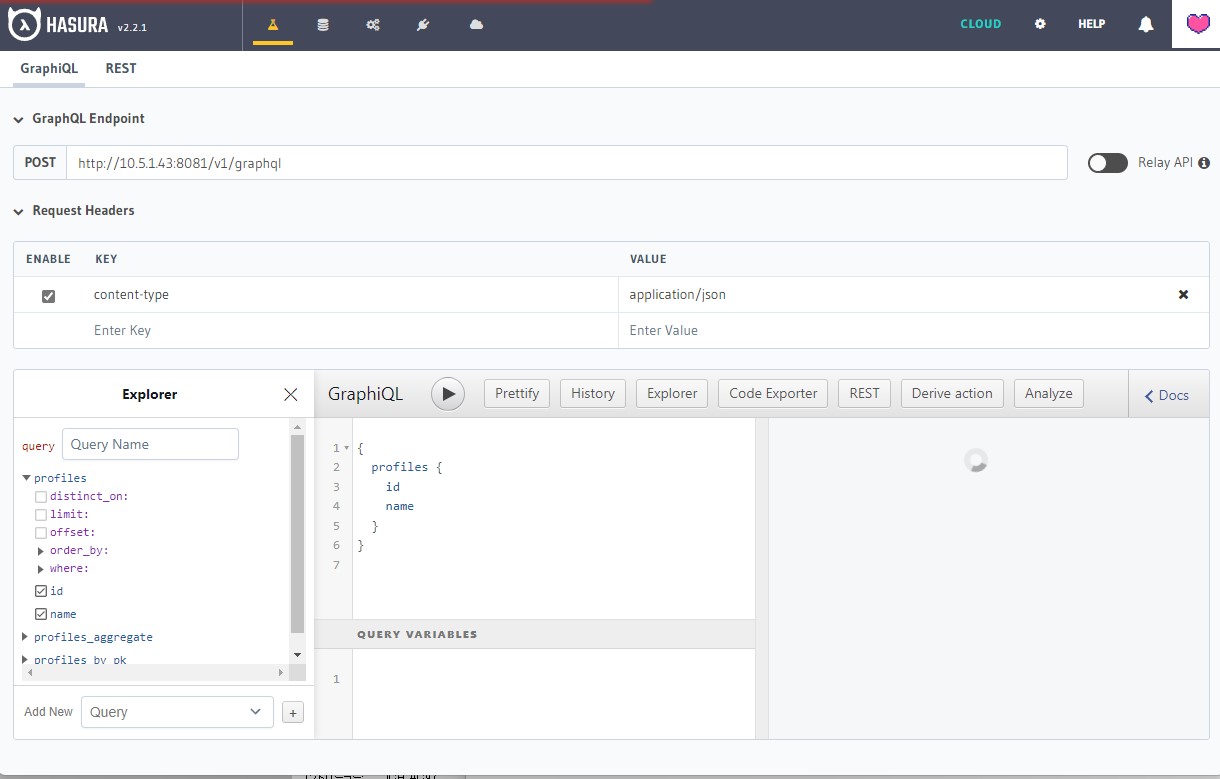 HASURA v2.2.1
CLOUD HELP
GraphiQL REST
GraphQL Endpoint
POST http://10.5.1.43:8081/v1/graphql Relay API
Request Headers
ENABLE KEY VALUE
content-type application/json
Enter Key Enter Value
Explorer
GraphiQL Prettify History Explorer Code Exporter REST Derive action Analyze Docs
query Query Name
profiles
distinct_on:
limit:
offset:
order_by:
where:
id
name
profiles_aggregate
profiles_by_pk
Add New Query +
1 {
2 profiles {
3 id
4 name
5 }
6 }
7
QUERY VARIABLES
1